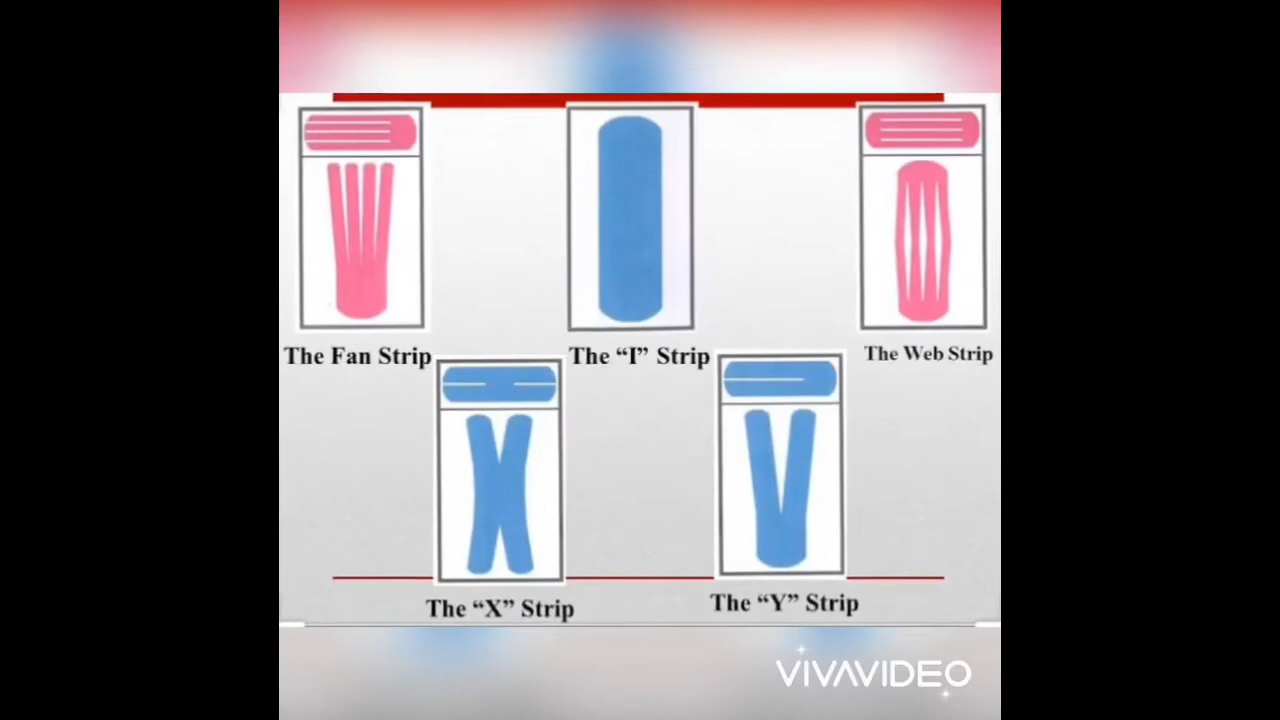 The Fan Strip
The “I” Strip
The Web Strip
The “X” Strip
The “Y” Strip
VIVAVIDEO